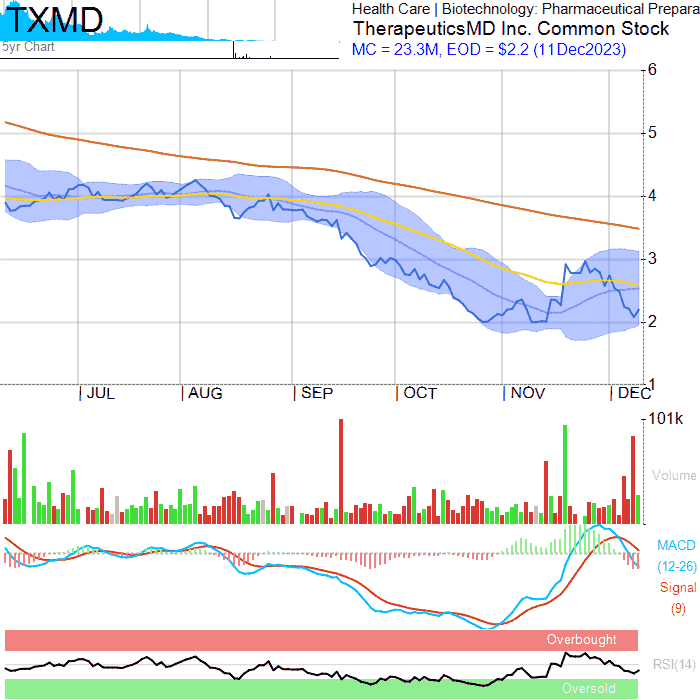 TXMD
5yr Chart
Health Care | Biotechnology: Pharmaceutical Prepara
TherapeuticsMD Inc. Common Stock
MC = 23.3M, EOD = $2.2 (11Dec2023)
6
5
4
3
2
1
JUL
AUG
SEP
OCT
NOV
DEC
101k
Volume
MACD
(12-26)
Signal
(9)
Overbought
RSI(14)
Oversold